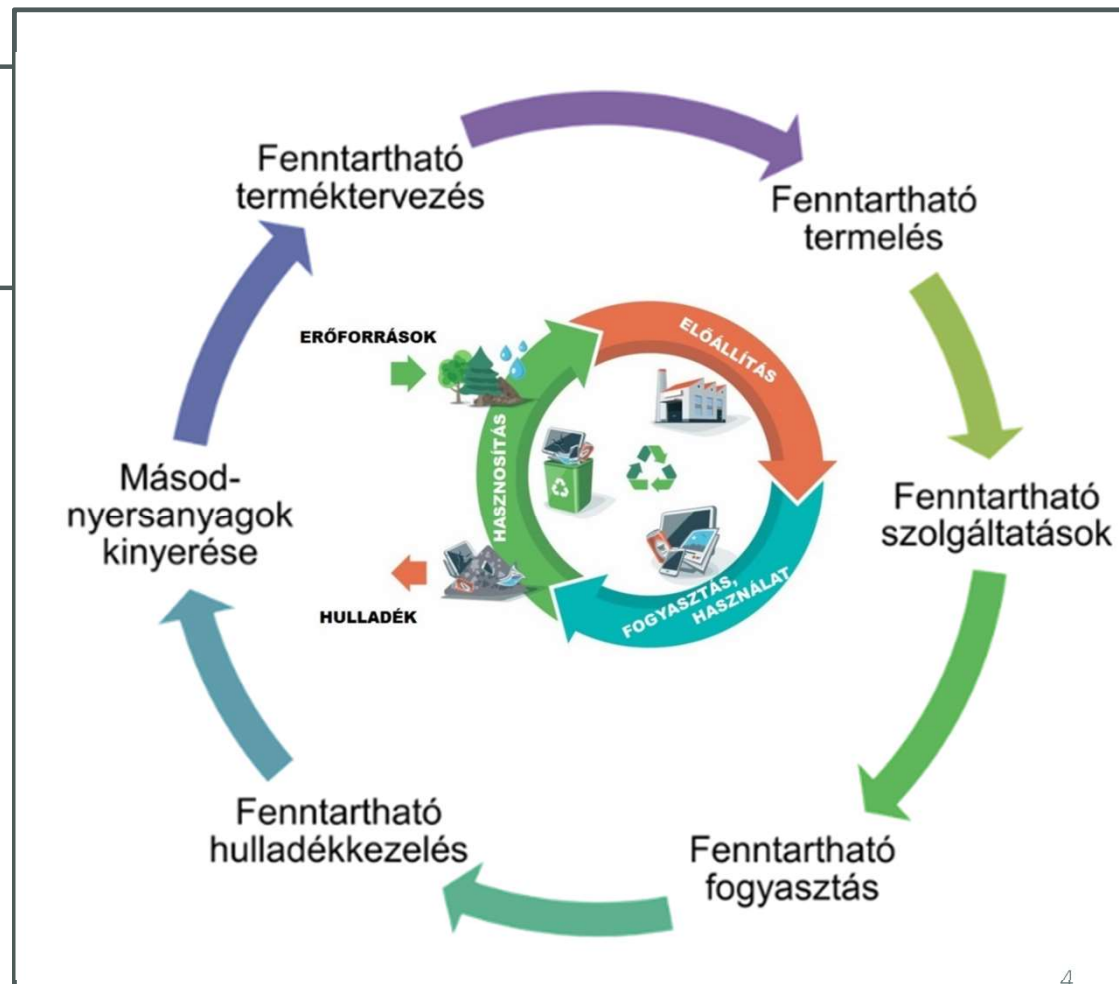 Fenntartható
terméktervezés
Fenntartható
termelés
Fenntartható
szolgáltatások
Fenntartható
fogyasztás
Fenntartható
hulladékkezelés
Másod-
nyersanyagok
kinyerése
ERŐFORRÁSOK
ELŐÁLLÍTÁS
FOGYASZTÁS,
HASZNÁLAT
HASZNOSÍTÁS
HULLADÉK
4